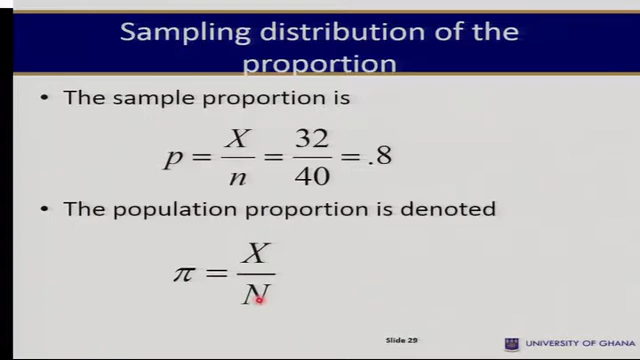 Sampling distribution of the
proportion
• The sample proportion is
p = X/n = 32/40 = .8
• The population proportion is denoted
π = X/N
Slide 29
UNIVERSITY OF GHANA